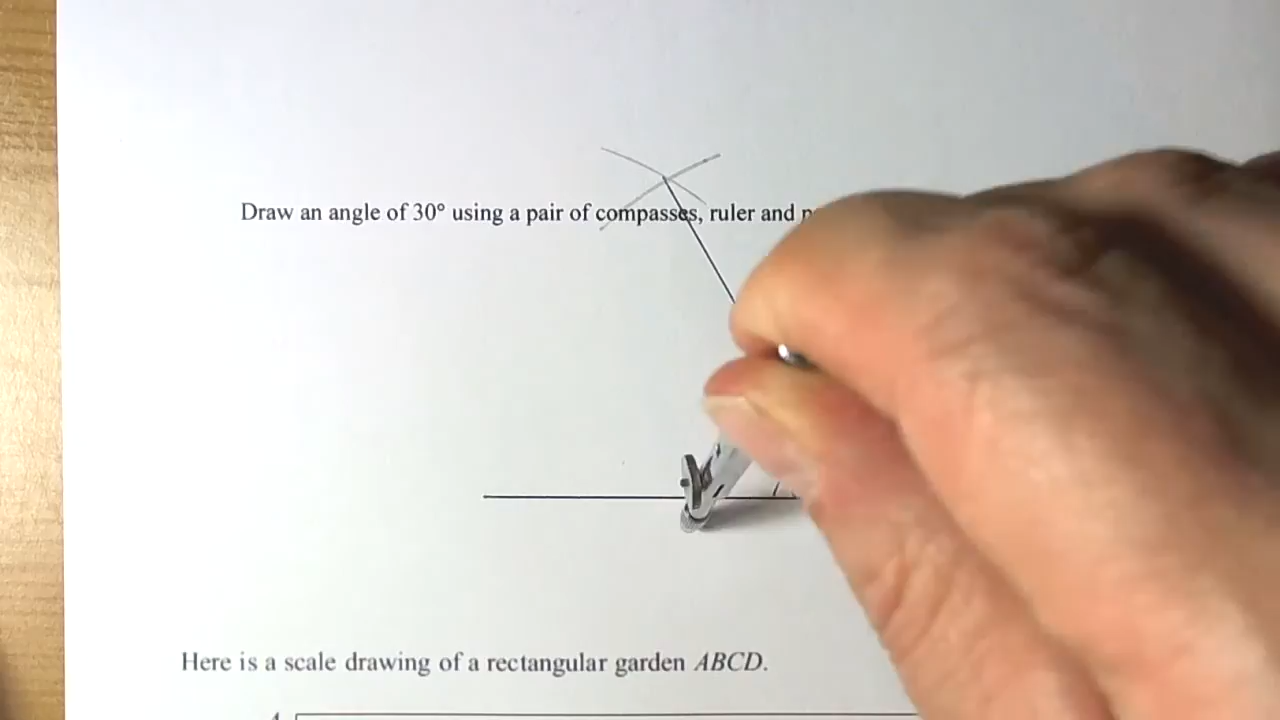 Draw an angle of 30° using a pair of compasses, ruler and
Here is a scale drawing of a rectangular garden ABCD.